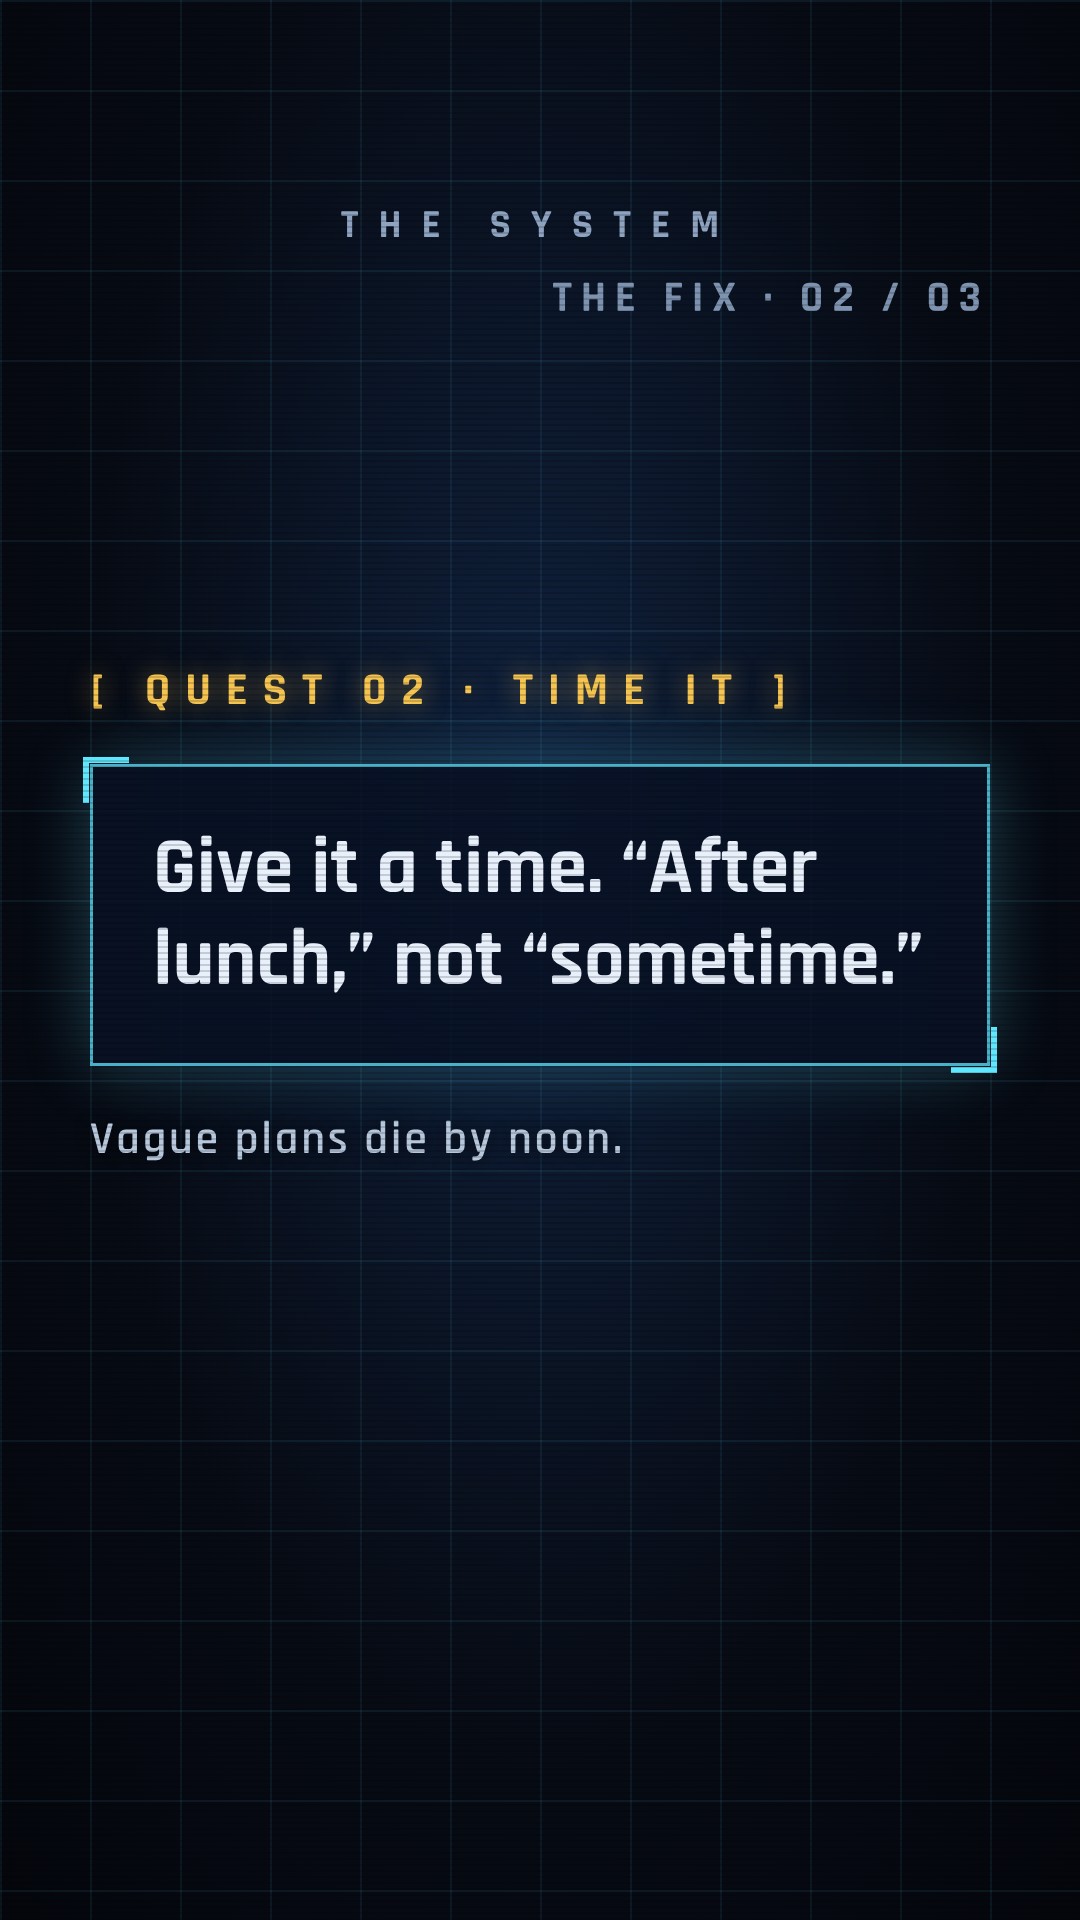 THE SYSTEM
THE FIX · 02 / 03
[ QUEST 02 · TIME IT ]
Give it a time. “After
lunch,” not “sometime.”
Vague plans die by noon.